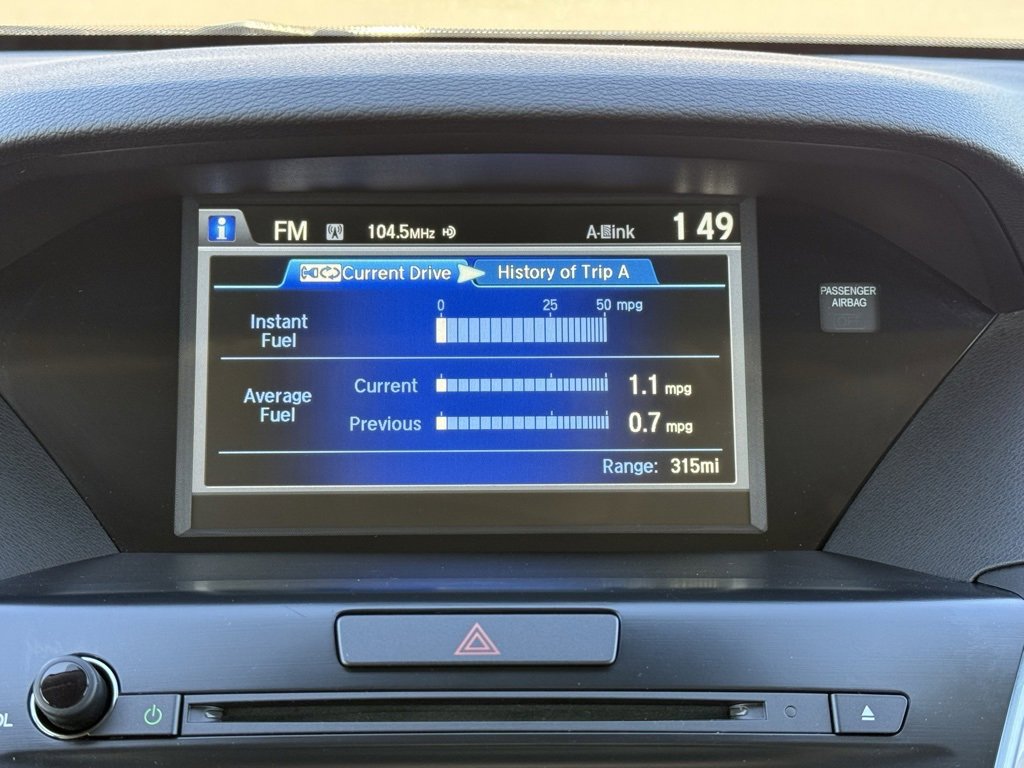 i FM 104.5MHz A-Link 1 49
Current Drive History of Trip A
0 25 50 mpg
Instant
Fuel
Average
Fuel
Current 1.1 mpg
Previous 0.7 mpg
Range: 315mi
PASSENGER
AIRBAG
OL